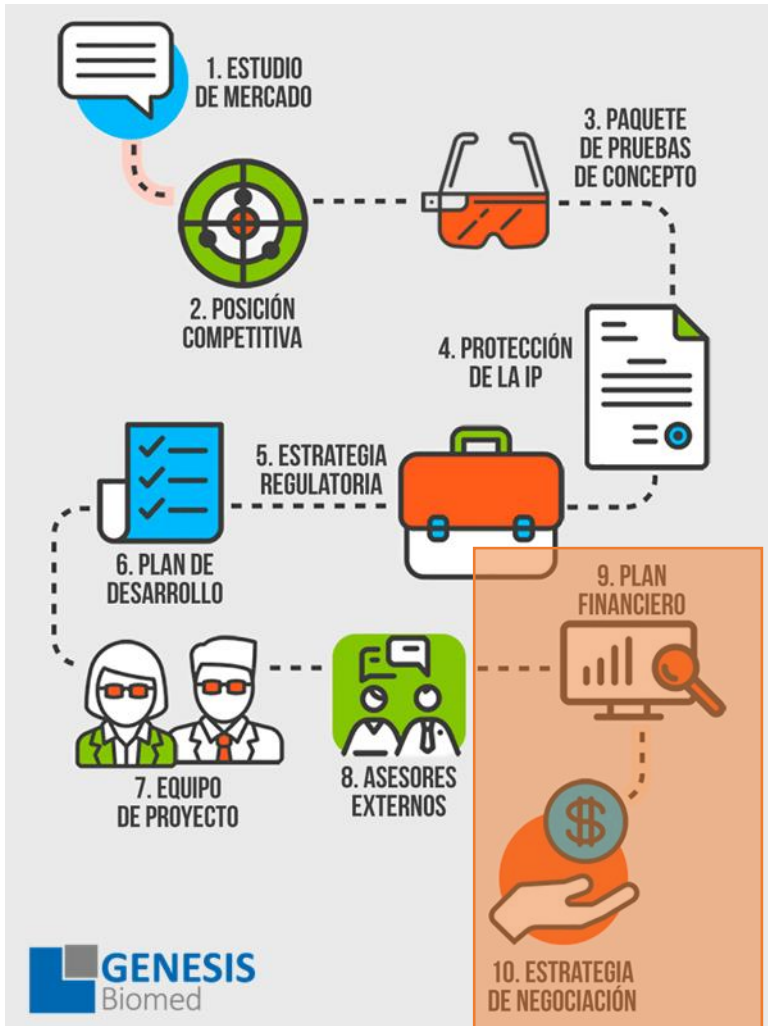 1. ESTUDIO
DE MERCADO
2. POSICIÓN
COMPETITIVA
3. PAQUETE
DE PRUEBAS
DE CONCEPTO
4. PROTECCIÓN
DE LA IP
5. ESTRATEGIA
REGULATORIA
6. PLAN DE
DESARROLLO
7. EQUIPO
DE PROYECTO
8. ASESORES
EXTERNOS
9. PLAN
FINANCIERO
$
10. ESTRATEGIA
DE NEGOCIACIÓN
GENESIS
Biomed